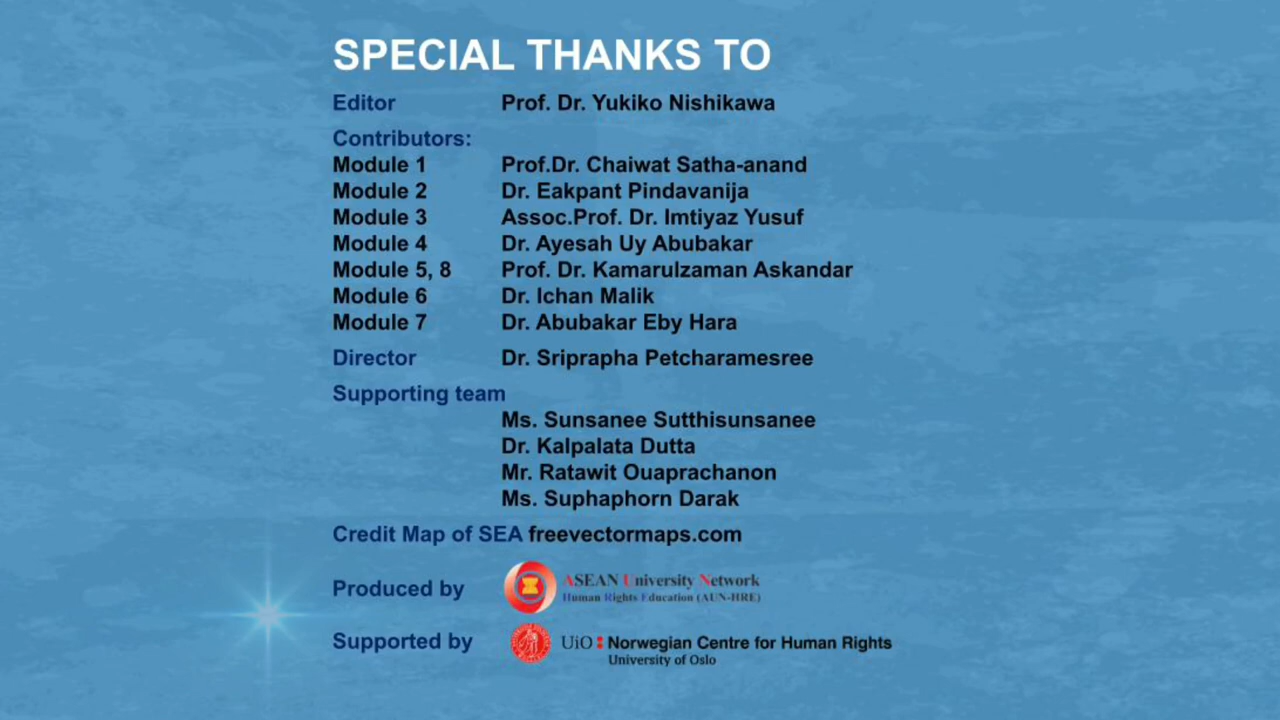 SPECIAL THANKS TO
Editor Prof. Dr. Yukiko Nishikawa
Contributors:
Module 1 Prof.Dr. Chaiwat Satha-anand
Module 2 Dr. Eakpant Pindavanija
Module 3 Assoc.Prof. Dr. Imtiyaz Yusuf
Module 4 Dr. Ayesah Uy Abubakar
Module 5, 8 Prof. Dr. Kamarulzaman Askandar
Module 6 Dr. Ichan Malik
Module 7 Dr. Abubakar Eby Hara
Director Dr. Sriprapha Petcharamesree
Supporting team
Ms. Sunsanee Sutthisunsanee
Dr. Kalpalata Dutta
Mr. Ratawit Ouaprachanon
Ms. Suphaphorn Darak
Credit Map of SEA freevectormaps.com
Produced by ASEAN University Network
Human Rights Education (AUN-HRE)
Supported by UiO : Norwegian Centre for Human Rights
University of Oslo